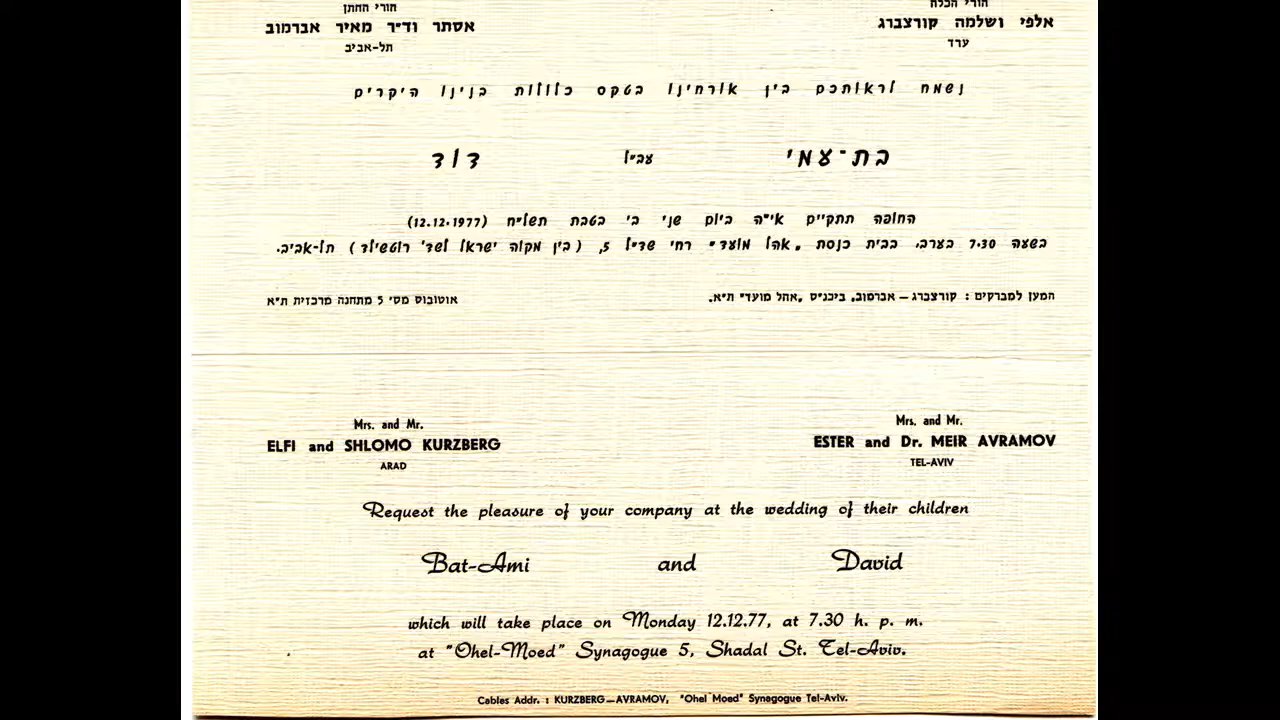 הורי הכלה
הורי החתן
אלפי ושלמה קורצברג
אסתר וד״ר מאיר אברמוב
ערד
תל-אביב
נשמח לראותכם בין אורחינו בטקס כלולות בנינו היקרים
בת-עמי עב״ל דוד
החופה תתקיים אי״ה ביום שני ב׳ בטבת תשל״ח (12.12.1977)
בשעה 7.30 בערב, בבית כנסת „אהל מועד״ רח׳ שד״ל 5, (בין מקוה ישראל לשד׳ רוטשילד) תל-אביב.
המען למברקים : קורצברג – אברמוב, ביכנ״ס „אהל מועד״ ת״א.
אוטובוס מס׳ 5 מתחנה מרכזית ת״א
Mrs. and Mr.
ELFI and SHLOMO KURZBERG
ARAD
Mrs. and Mr.
ESTER and Dr. MEIR AVRAMOV
TEL-AVIV
Request the pleasure of your company at the wedding of their children
Bat-Ami and David
which will take place on Monday 12.12.77, at 7.30 h. p. m.
at "Ohel-Moed" Synagogue 5, Shadal St. Tel-Aviv.
Cables Addr. : KURZBERG—AVRAMOV, "Ohel Moed" Synagogue Tel-Aviv.